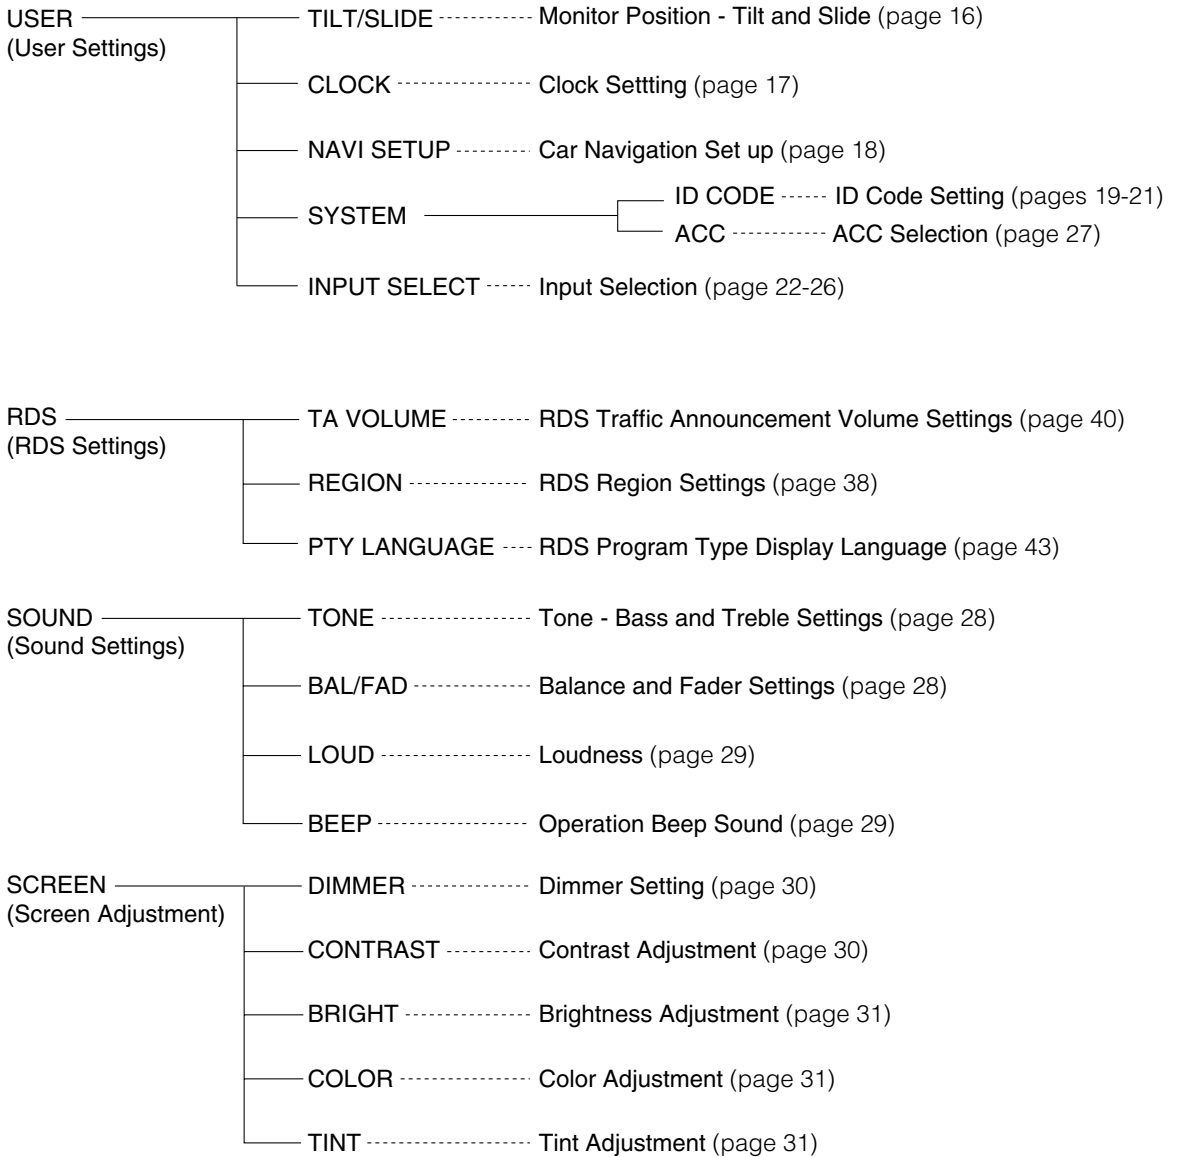 USER TILT/SLIDE Monitor Position - Tilt and Slide (page 16)
(User Settings)
CLOCK Clock Settting (page 17)
NAVI SETUP Car Navigation Set up (page 18)
ID CODE ID Code Setting (pages 19-21)
SYSTEM
ACC ACC Selection (page 27)
INPUT SELECT Input Selection (page 22-26)
RDS TA VOLUME RDS Traffic Announcement Volume Settings (page 40)
(RDS Settings)
REGION RDS Region Settings (page 38)
PTY LANGUAGE RDS Program Type Display Language (page 43)
SOUND TONE Tone - Bass and Treble Settings (page 28)
(Sound Settings)
BAL/FAD Balance and Fader Settings (page 28)
LOUD Loudness (page 29)
BEEP Operation Beep Sound (page 29)
SCREEN DIMMER Dimmer Setting (page 30)
(Screen Adjustment)
CONTRAST Contrast Adjustment (page 30)
BRIGHT Brightness Adjustment (page 31)
COLOR Color Adjustment (page 31)
TINT Tint Adjustment (page 31)